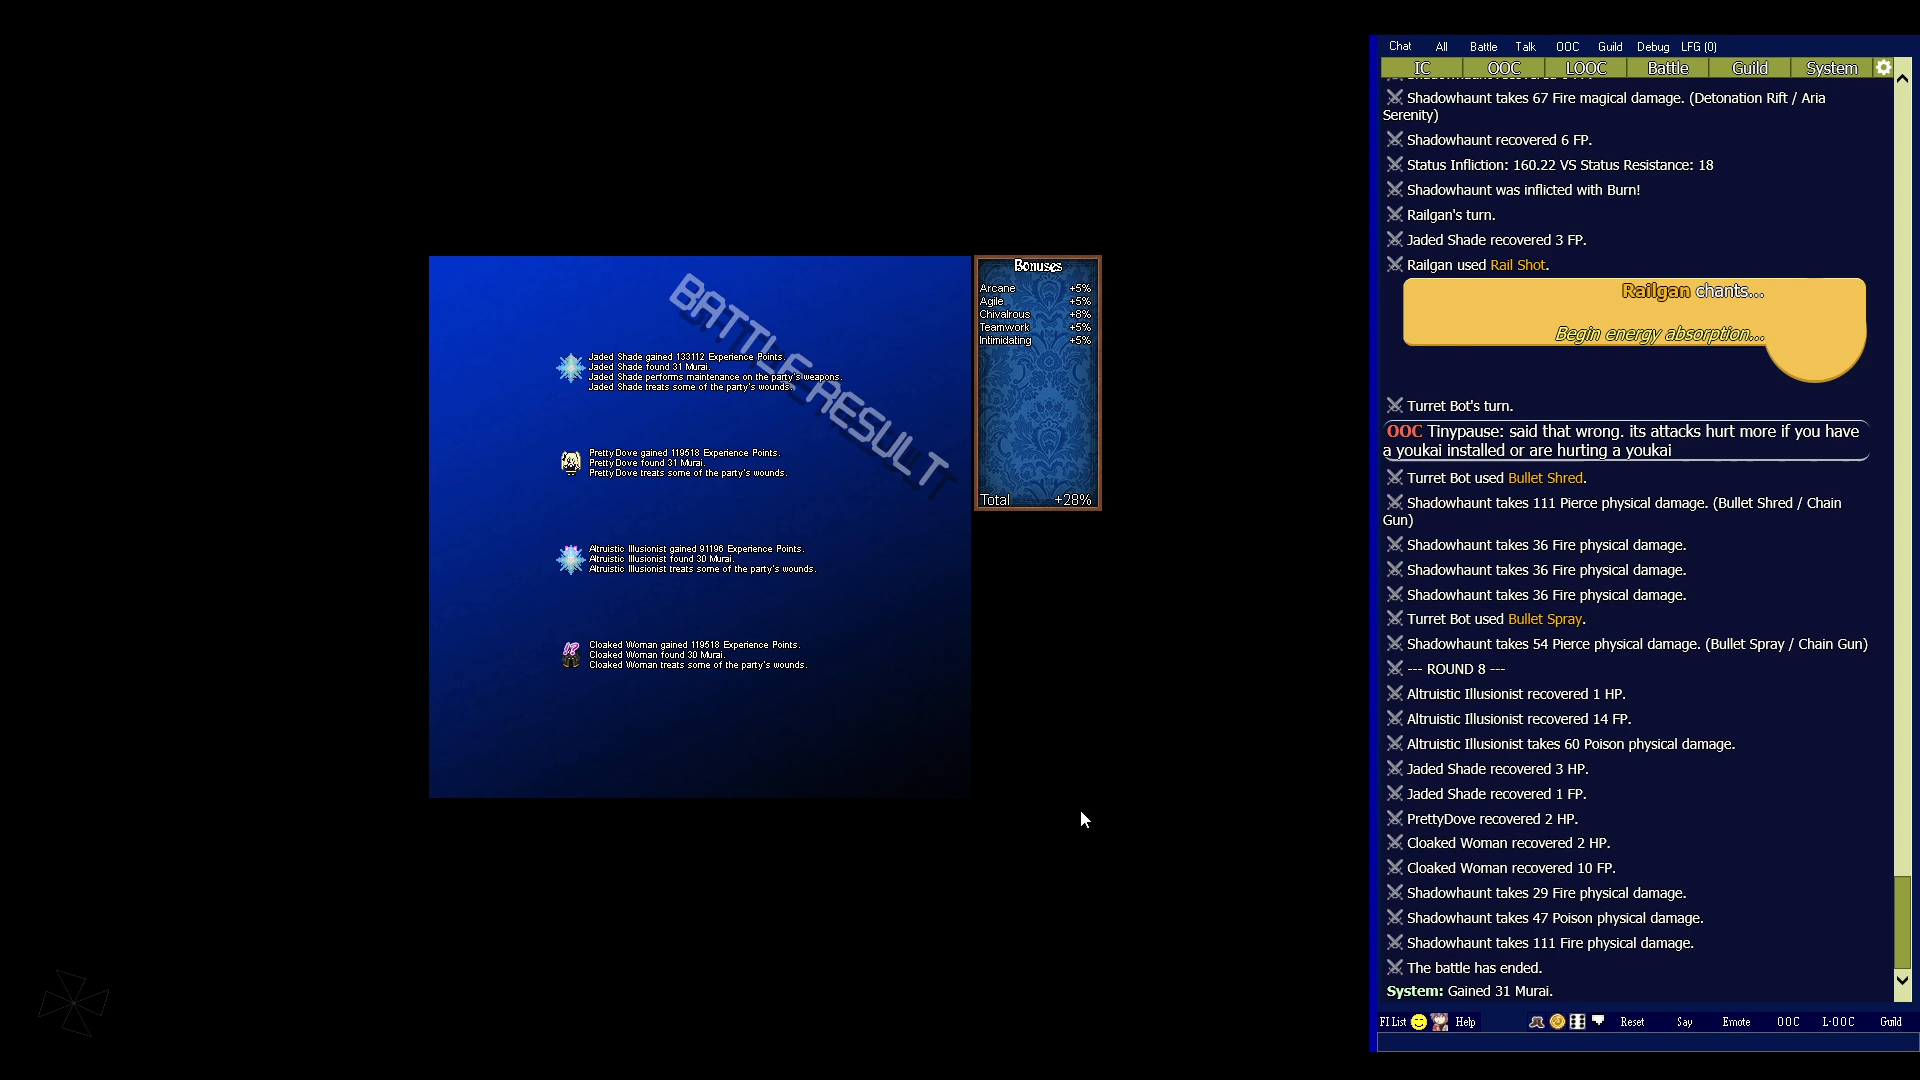 BATTLE RESULT
Jaded Shade gained 133112 Experience Points.
Jaded Shade found 31 Murai.
Jaded Shade performs maintenance on the party's weapons.
Jaded Shade treats some of the party's wounds.
PrettyDove gained 119518 Experience Points.
PrettyDove found 31 Murai.
PrettyDove treats some of the party's wounds.
Altruistic Illusionist gained 91196 Experience Points.
Altruistic Illusionist found 30 Murai.
Altruistic Illusionist treats some of the party's wounds.
!?
Cloaked Woman gained 119518 Experience Points.
Cloaked Woman found 30 Murai.
Cloaked Woman treats some of the party's wounds.
Bonuses
Arcane +5%
Agile +5%
Chivalrous +8%
Teamwork +5%
Intimidating +5%
Total +28%
Chat All Battle Talk OOC Guild Debug LFG (0)
IC OOC LOOC Battle Guild System
Shadowhaunt takes 67 Fire magical damage. (Detonation Rift / Aria
Serenity)
Shadowhaunt recovered 6 FP.
Status Infliction: 160.22 VS Status Resistance: 18
Shadowhaunt was inflicted with Burn!
Railgan's turn.
Jaded Shade recovered 3 FP.
Railgan used Rail Shot.
Railgan chants...
Begin energy absorption...
Turret Bot's turn.
OOC Tinypause: said that wrong. its attacks hurt more if you have
a youkai installed or are hurting a youkai
Turret Bot used Bullet Shred.
Shadowhaunt takes 111 Pierce physical damage. (Bullet Shred / Chain
Gun)
Shadowhaunt takes 36 Fire physical damage.
Shadowhaunt takes 36 Fire physical damage.
Shadowhaunt takes 36 Fire physical damage.
Turret Bot used Bullet Spray.
Shadowhaunt takes 54 Pierce physical damage. (Bullet Spray / Chain Gun)
--- ROUND 8 ---
Altruistic Illusionist recovered 1 HP.
Altruistic Illusionist recovered 14 FP.
Altruistic Illusionist takes 60 Poison physical damage.
Jaded Shade recovered 3 HP.
Jaded Shade recovered 1 FP.
PrettyDove recovered 2 HP.
Cloaked Woman recovered 2 HP.
Cloaked Woman recovered 10 FP.
Shadowhaunt takes 29 Fire physical damage.
Shadowhaunt takes 47 Poison physical damage.
Shadowhaunt takes 111 Fire physical damage.
The battle has ended.
System: Gained 31 Murai.
FI List Help Reset Say Emote OOC L-OOC Guild